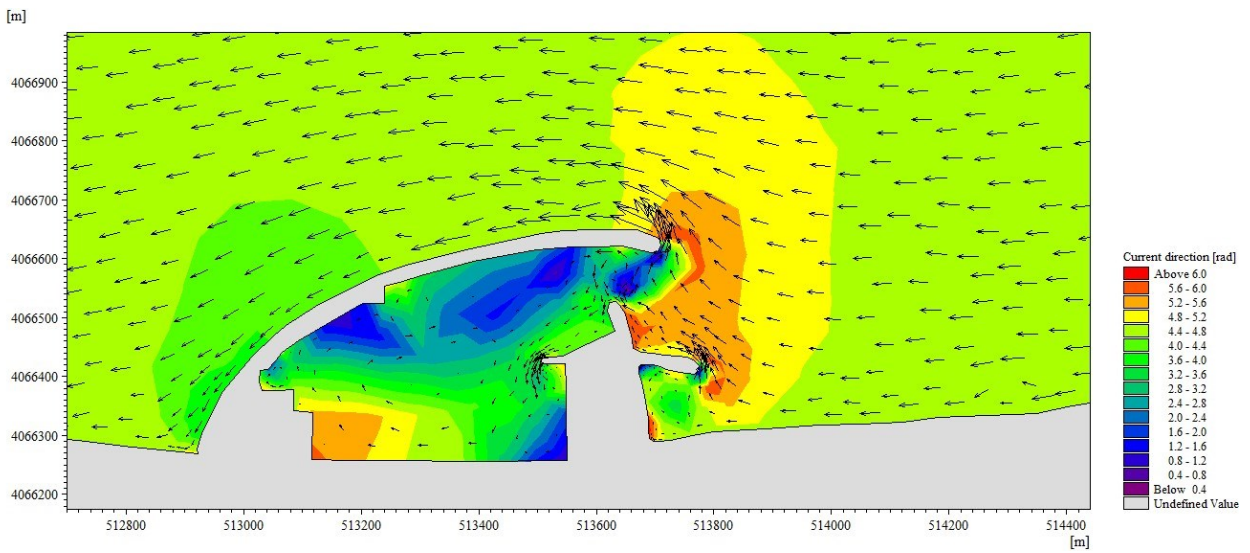 [m]
4066900
4066800
4066700
4066600
4066500
4066400
4066300
4066200
512800 513000 513200 513400 513600 513800 514000 514200 514400
[m]
Current direction [rad]
Above 6.0
5.6 - 6.0
5.2 - 5.6
4.8 - 5.2
4.4 - 4.8
4.0 - 4.4
3.6 - 4.0
3.2 - 3.6
2.8 - 3.2
2.4 - 2.8
2.0 - 2.4
1.6 - 2.0
1.2 - 1.6
0.8 - 1.2
0.4 - 0.8
Below 0.4
Undefined Value